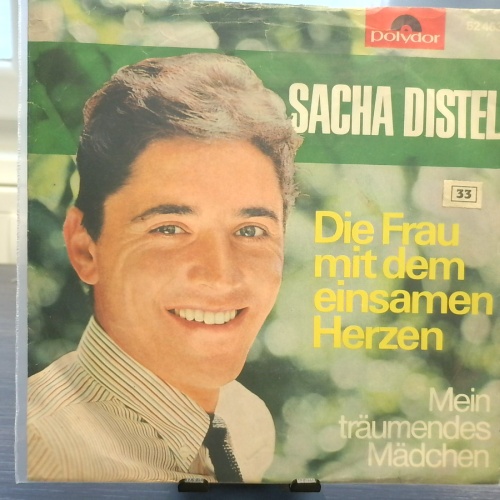 polydor
SACHA DISTEL
33
Die Frau
mit dem
einsamen
Herzen
Mein
träumendes
Mädchen